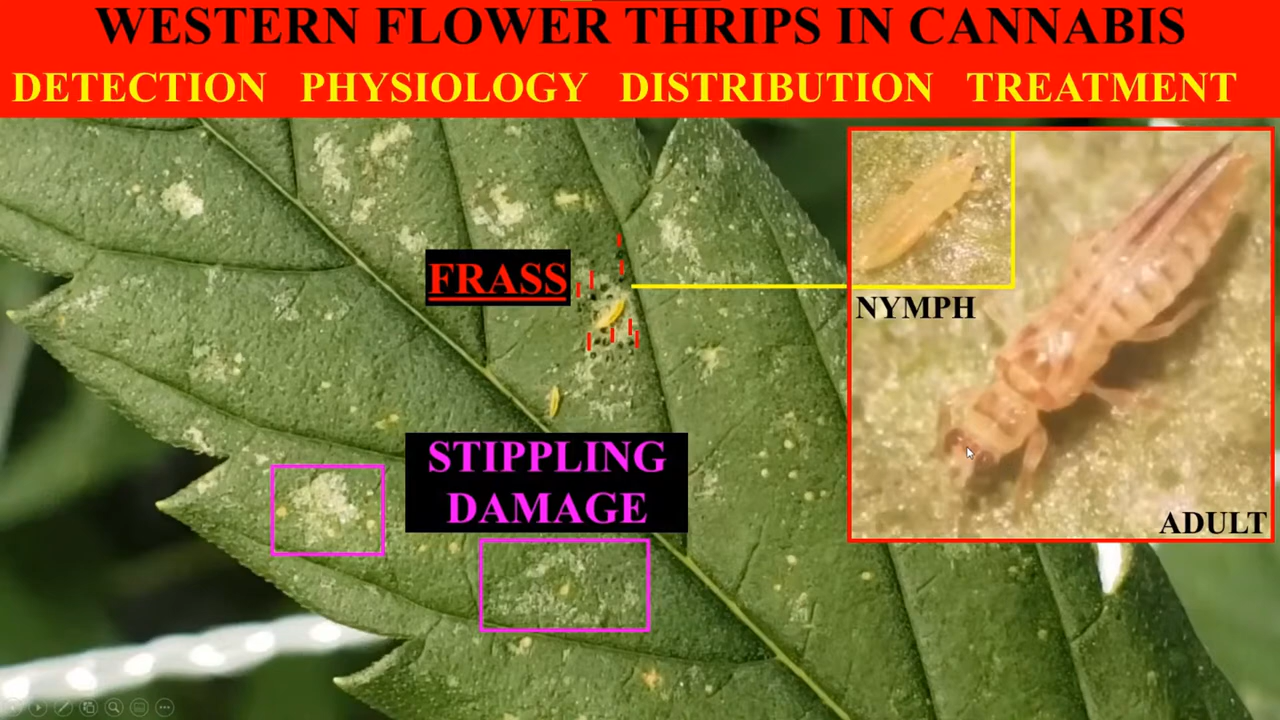 WESTERN FLOWER THRIPS IN CANNABIS
DETECTION PHYSIOLOGY DISTRIBUTION TREATMENT
FRASS
NYMPH
STIPPLING
DAMAGE
ADULT